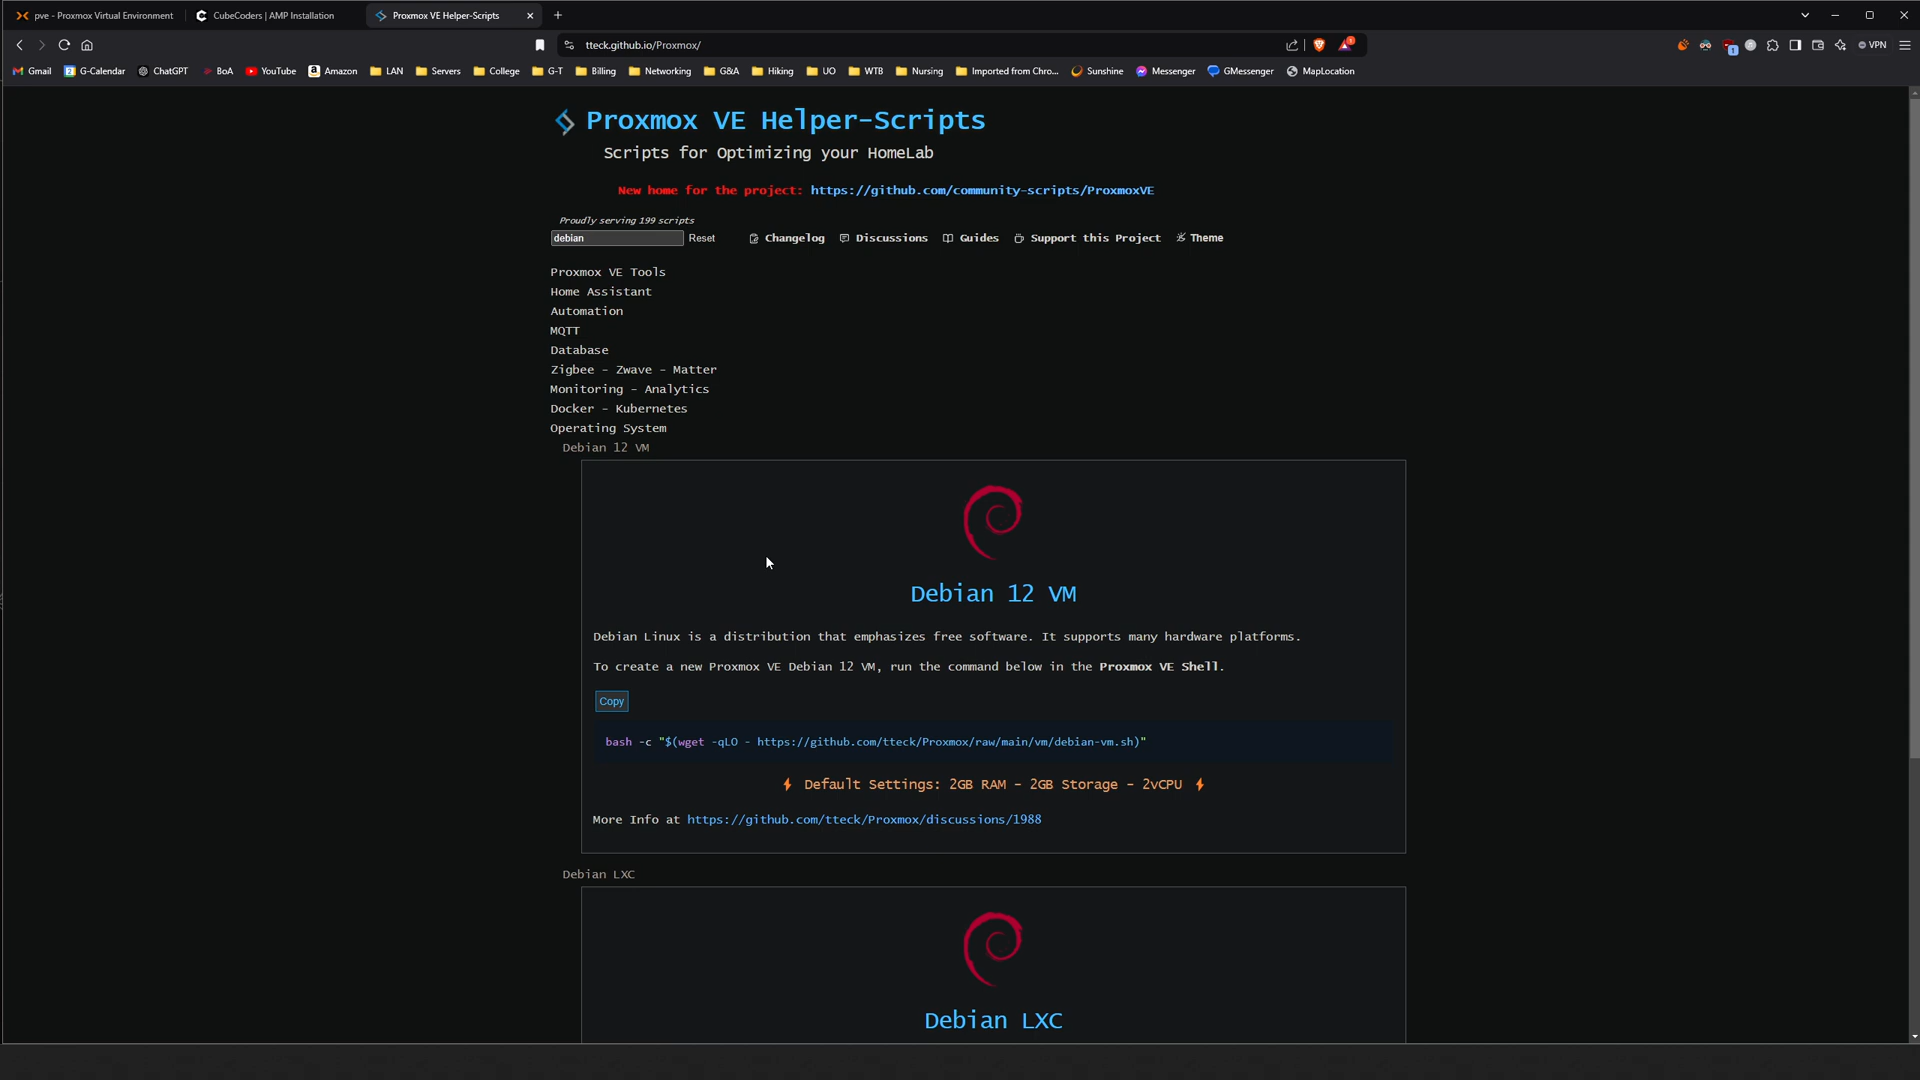 pve - Proxmox Virtual Environment
CubeCoders | AMP Installation
Proxmox VE Helper-Scripts
tteck.github.io/Proxmox/
1
1
VPN
Gmail
G-Calendar
ChatGPT
BoA
YouTube
Amazon
LAN
Servers
College
G-T
Billing
Networking
G&A
Hiking
UO
WTB
Nursing
Imported from Chro...
Sunshine
Messenger
GMessenger
MapLocation
Proxmox VE Helper-Scripts
Scripts for Optimizing your HomeLab
New home for the project: https://github.com/community-scripts/ProxmoxVE
Proudly serving 199 scripts
debian
Reset
Changelog
Discussions
Guides
Support this Project
Theme
Proxmox VE Tools
Home Assistant
Automation
MQTT
Database
Zigbee - Zwave - Matter
Monitoring - Analytics
Docker - Kubernetes
Operating System
Debian 12 VM
Debian 12 VM
Debian Linux is a distribution that emphasizes free software. It supports many hardware platforms.
To create a new Proxmox VE Debian 12 VM, run the command below in the Proxmox VE Shell.
Copy
bash -c "$(wget -qLO - https://github.com/tteck/Proxmox/raw/main/vm/debian-vm.sh)"
⚡ Default Settings: 2GB RAM - 2GB Storage - 2vCPU ⚡
More Info at https://github.com/tteck/Proxmox/discussions/1988
Debian LXC
Debian LXC